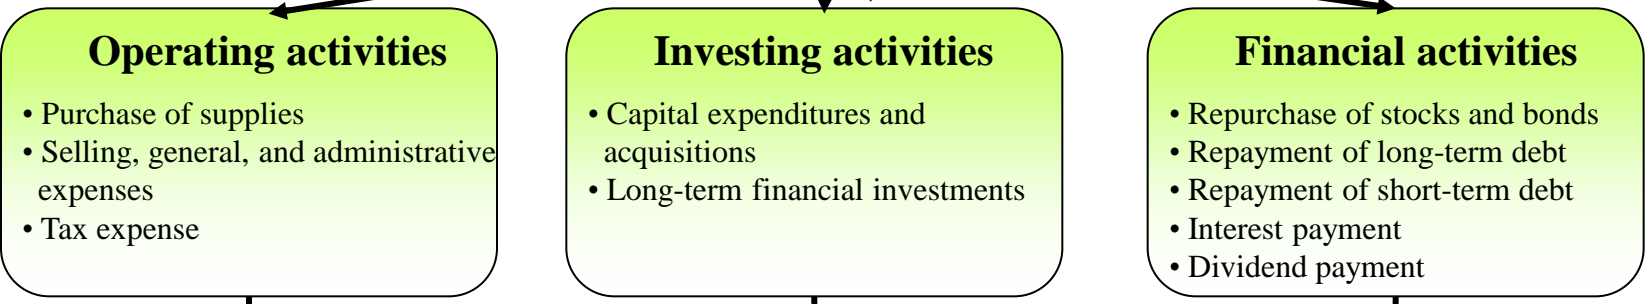 Operating activities
• Purchase of supplies
• Selling, general, and administrative
expenses
• Tax expense
Investing activities
• Capital expenditures and
acquisitions
• Long-term financial investments
Financial activities
• Repurchase of stocks and bonds
• Repayment of long-term debt
• Repayment of short-term debt
• Interest payment
• Dividend payment